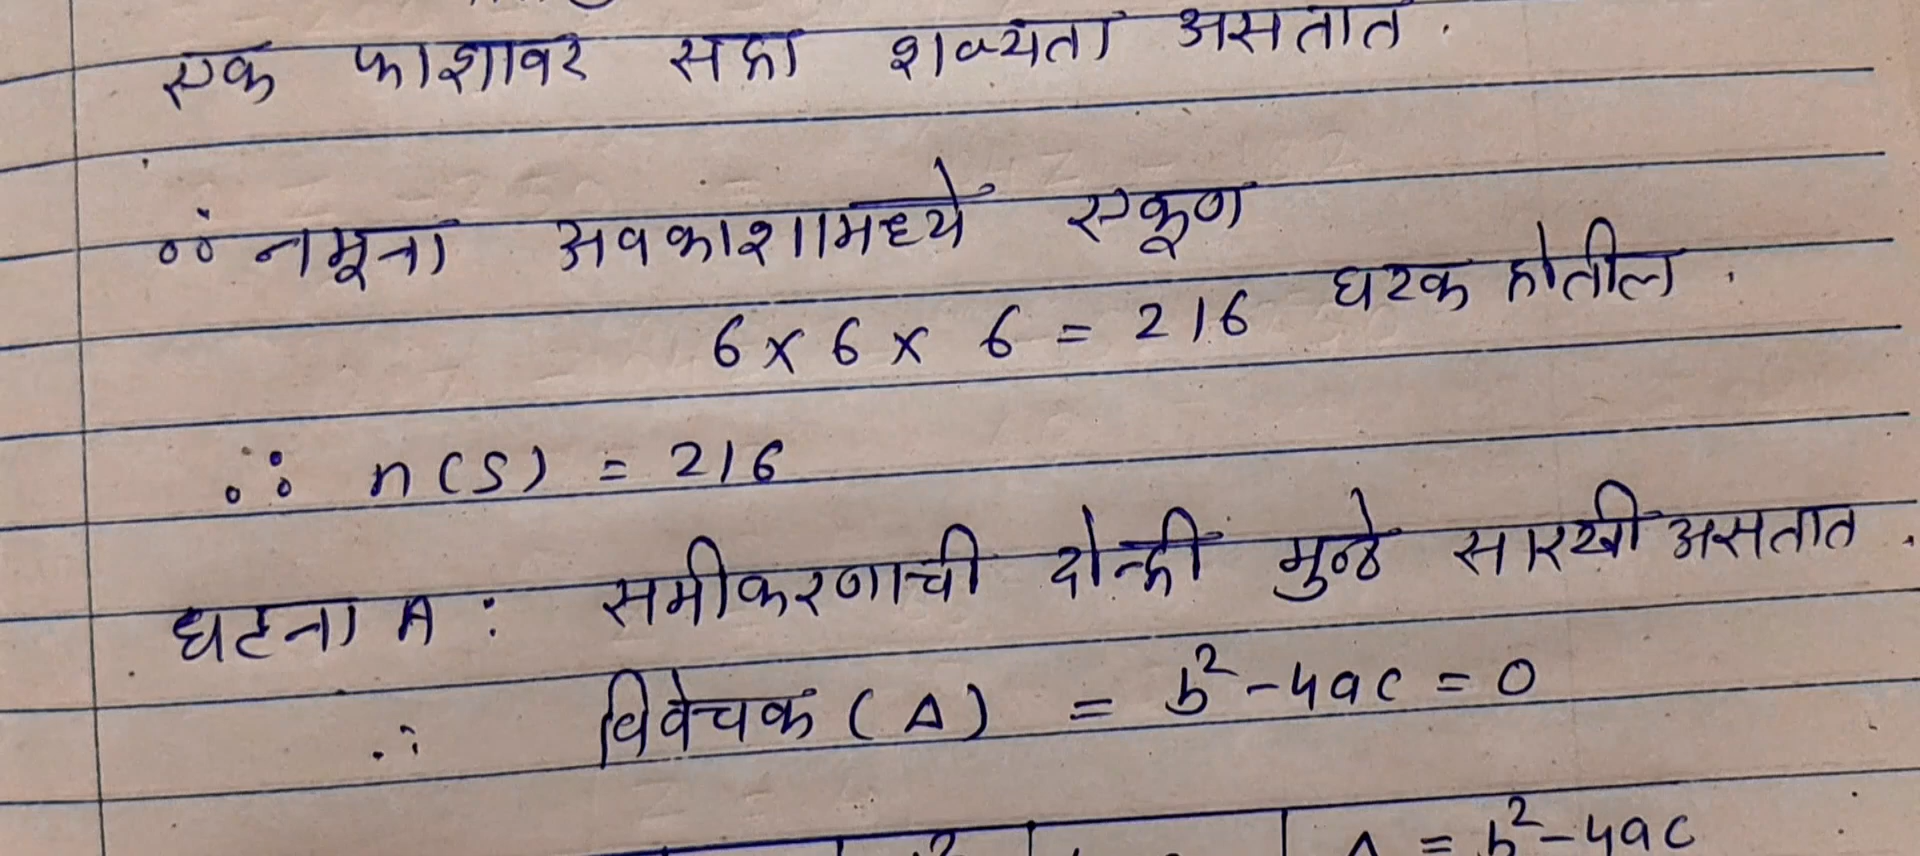 एक फाशावर सहा शक्यता असतात.
∴ नमूना अवकाशामध्ये एकूण
6 x 6 x 6 = 216 घटक होतील.
∴ n(S) = 216
घटना A : समीकरणाची दोन्ही मुळे सारखी असतात.
∴ विवेचक (Δ) = b²-4ac = 0
Δ = b²-4ac